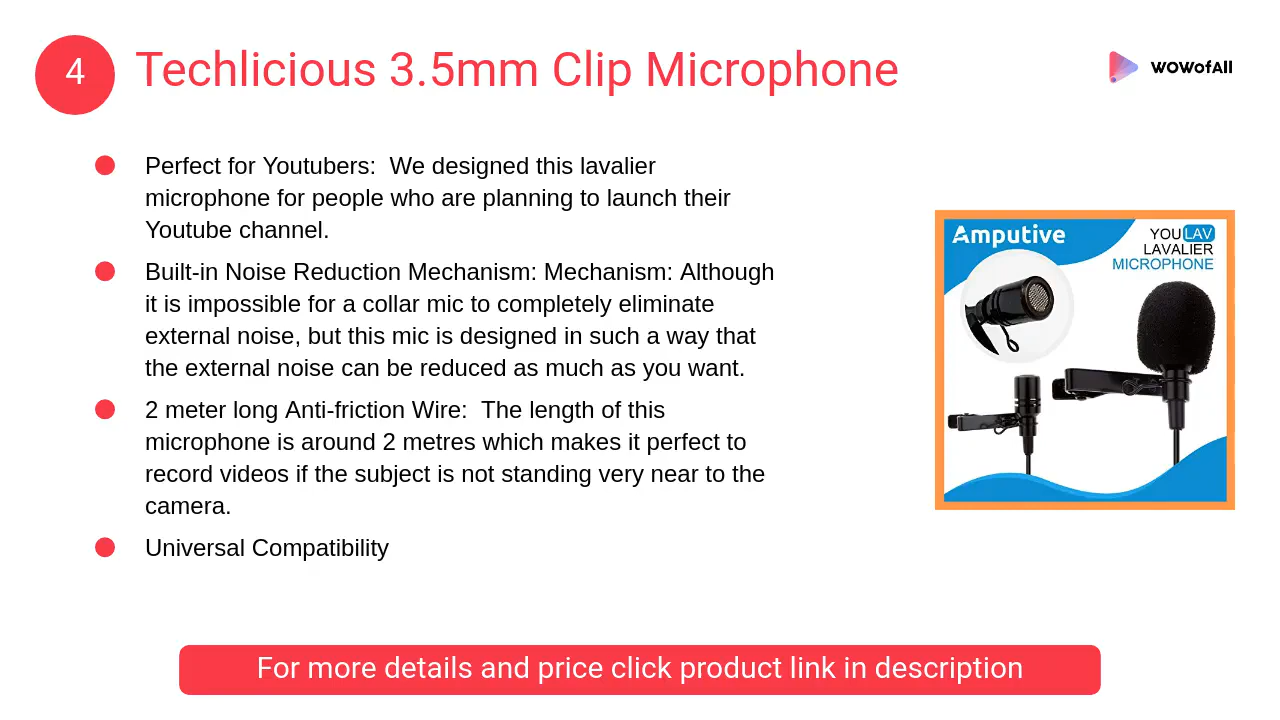 4
Techlicious 3.5mm Clip Microphone
WOWofAll
Perfect for Youtubers:  We designed this lavalier
microphone for people who are planning to launch their
Youtube channel.
Built-in Noise Reduction Mechanism: Mechanism: Although
it is impossible for a collar mic to completely eliminate
external noise, but this mic is designed in such a way that
the external noise can be reduced as much as you want.
2 meter long Anti-friction Wire:  The length of this
microphone is around 2 metres which makes it perfect to
record videos if the subject is not standing very near to the
camera.
Universal Compatibility
Amputive
YOU LAV
LAVALIER
MICROPHONE
For more details and price click product link in description